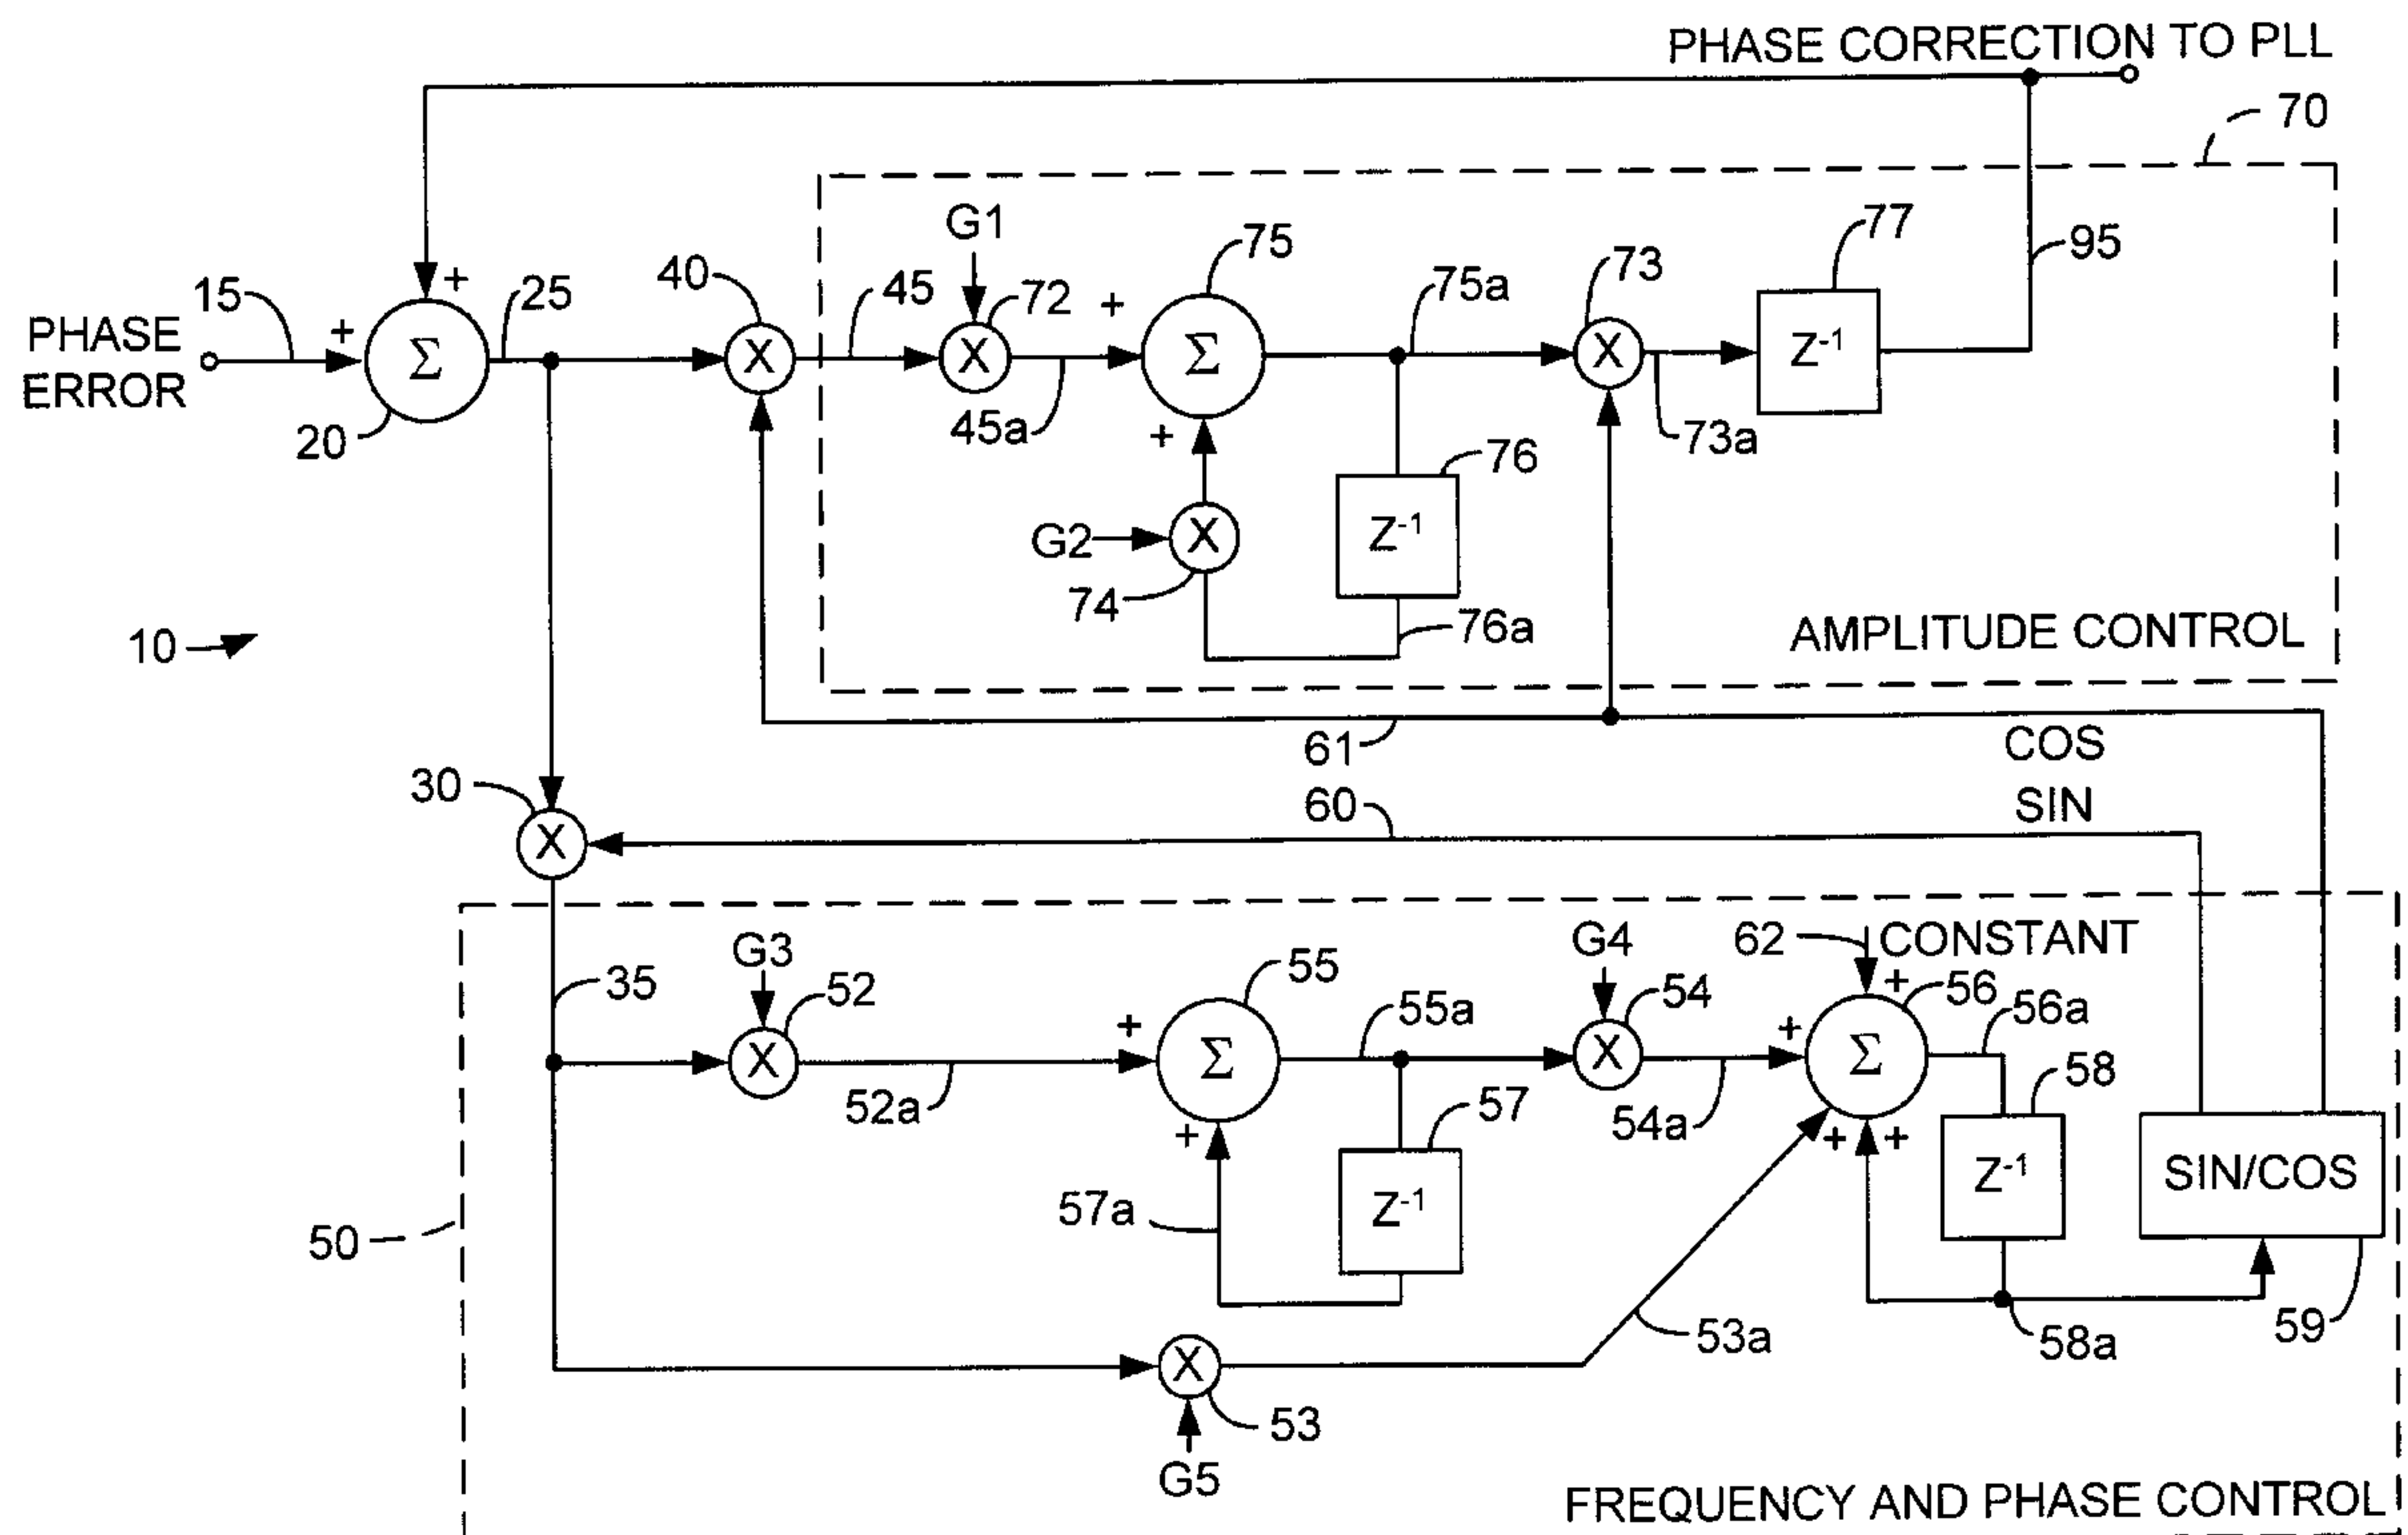 PHASE CORRECTION TO PLL
70
G1
75
77
15
+
25
40
45
72
+
75a
73
95
PHASE
ERROR
+
Σ
X
X
Σ
X
Z-1
20
45a
+
73a
76
G2
X
Z-1
74
76a
10
AMPLITUDE CONTROL
61
COS
30
60
SIN
X
G3
G4
62
CONSTANT
35
52
55
54
+
56
56a
+
55a
+
X
Σ
X
Σ
58
52a
57
54a
+
+
+
57a
Z-1
Z-1
SIN/COS
50
53a
58a
59
X
53
G5
FREQUENCY AND PHASE CONTROL